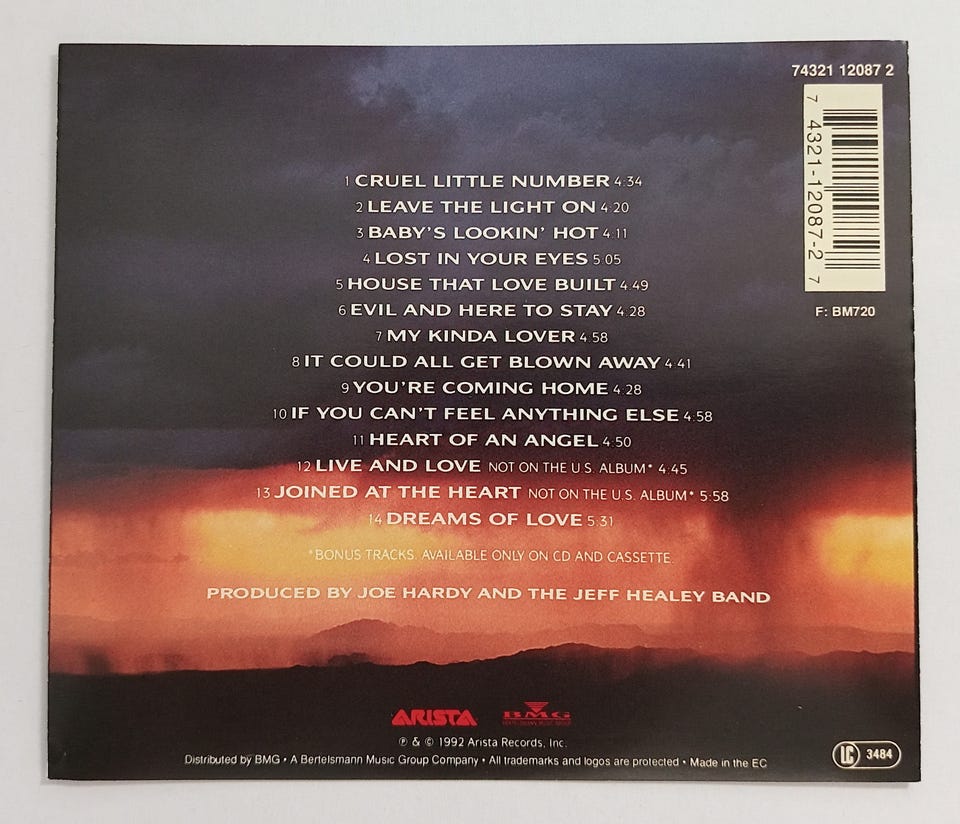 74321 12087 2
7 4321-12087-2 7
F: BM720
1 CRUEL LITTLE NUMBER 4:34
2 LEAVE THE LIGHT ON 4:20
3 BABY'S LOOKIN' HOT 4:11
4 LOST IN YOUR EYES 5:05
5 HOUSE THAT LOVE BUILT 4:49
6 EVIL AND HERE TO STAY 4:28
7 MY KINDA LOVER 4:58
8 IT COULD ALL GET BLOWN AWAY 4:41
9 YOU'RE COMING HOME 4:28
10 IF YOU CAN'T FEEL ANYTHING ELSE 4:58
11 HEART OF AN ANGEL 4:50
12 LIVE AND LOVE NOT ON THE U.S. ALBUM* 4:45
13 JOINED AT THE HEART NOT ON THE U.S. ALBUM* 5:58
14 DREAMS OF LOVE 5:31
*BONUS TRACKS. AVAILABLE ONLY ON CD AND CASSETTE.
PRODUCED BY JOE HARDY AND THE JEFF HEALEY BAND
ARISTA
BMG
BERTELSMANN MUSIC GROUP
℗ & © 1992 Arista Records, Inc.
Distributed by BMG • A Bertelsmann Music Group Company • All trademarks and logos are protected • Made in the EC
LC 3484